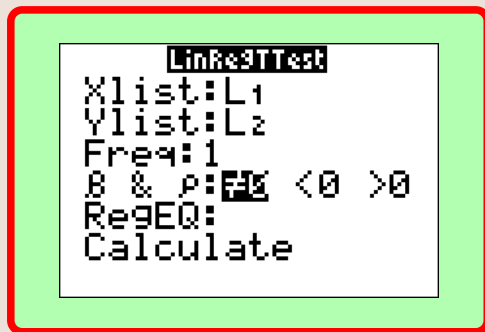 LinRegTTest
Xlist:L₁
Ylist:L₂
Freq:1
β & ρ:≠0 <0 >0
RegEQ:
Calculate